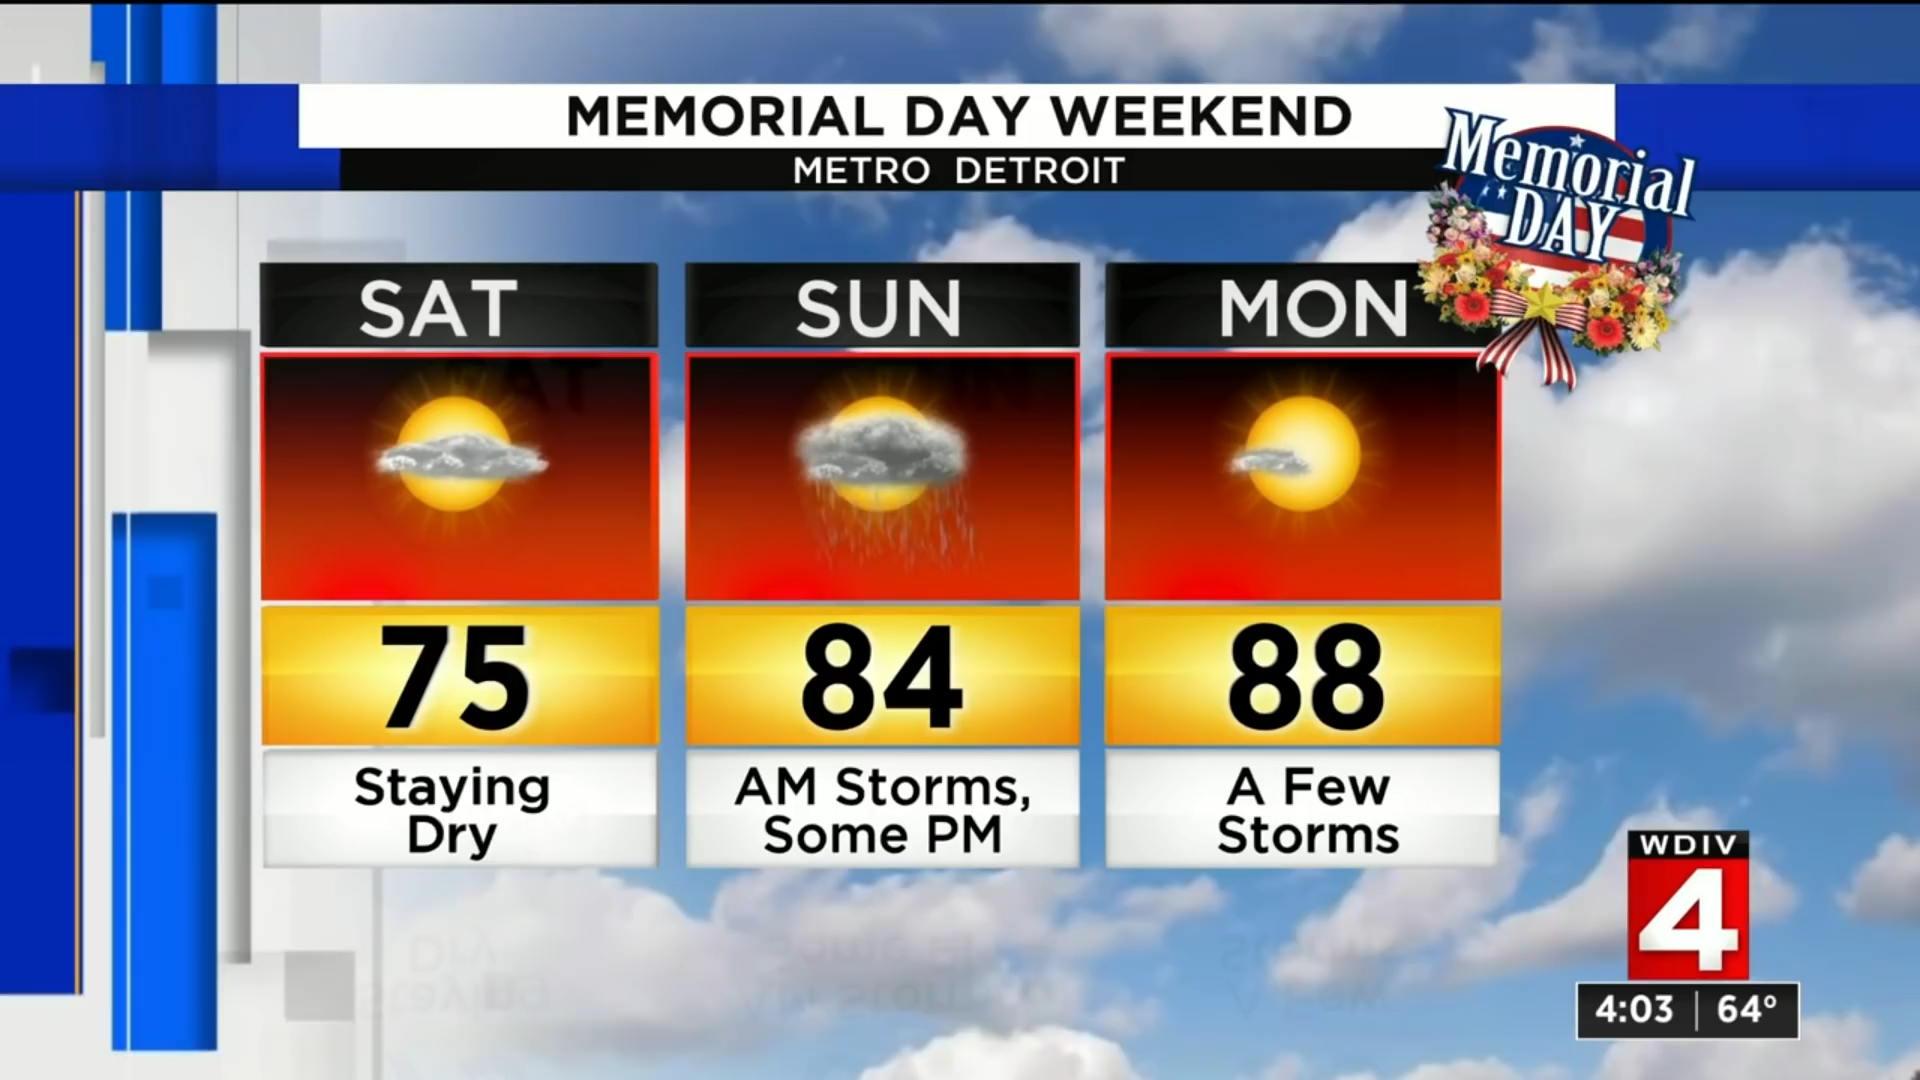 MEMORIAL DAY WEEKEND
METRO DETROIT
Memorial
DAY
SAT
SUN
MON
75
84
88
Staying
Dry
AM Storms,
Some PM
A Few
Storms
WDIV
4
4:03 64°